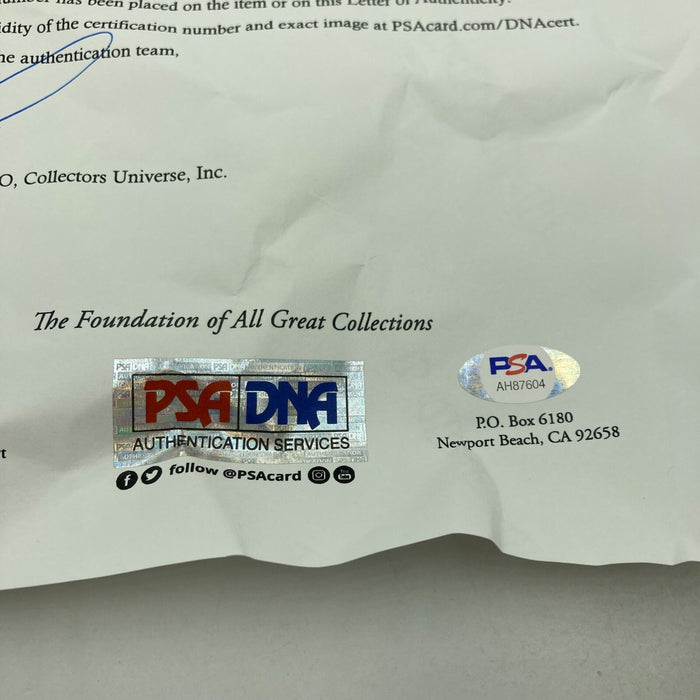 has been placed on the item or on this Letter of Authenticity.
dity of the certification number and exact image at PSAcard.com/DNAcert.
he authentication team,
O, Collectors Universe, Inc.
The Foundation of All Great Collections
PSA DNA
AUTHENTICATION SERVICES
follow @PSAcard
PSA.
AH87604
P.O. Box 6180
Newport Beach, CA 92658
t